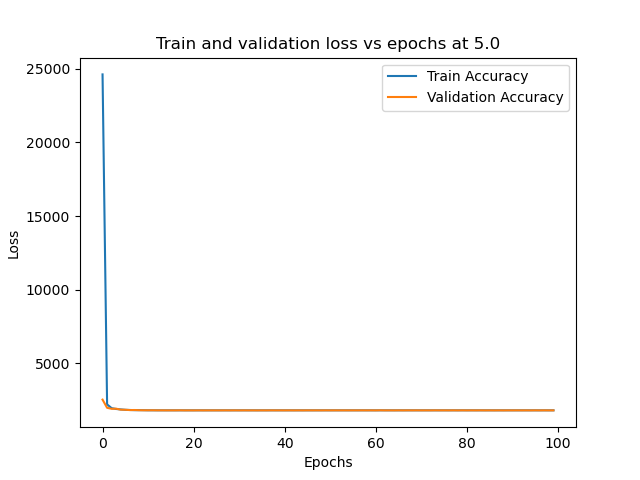 Train and validation loss vs epochs at 5.0
Train Accuracy
Validation Accuracy
25000
20000
15000
10000
5000
Loss
0
20
40
60
80
100
Epochs